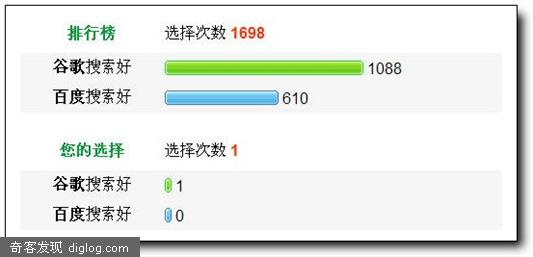 排行榜 选择次数 1698
谷歌搜索好 1088
百度搜索好 610
您的选择 选择次数 1
谷歌搜索好 1
百度搜索好 0
奇客发现 diglog.com